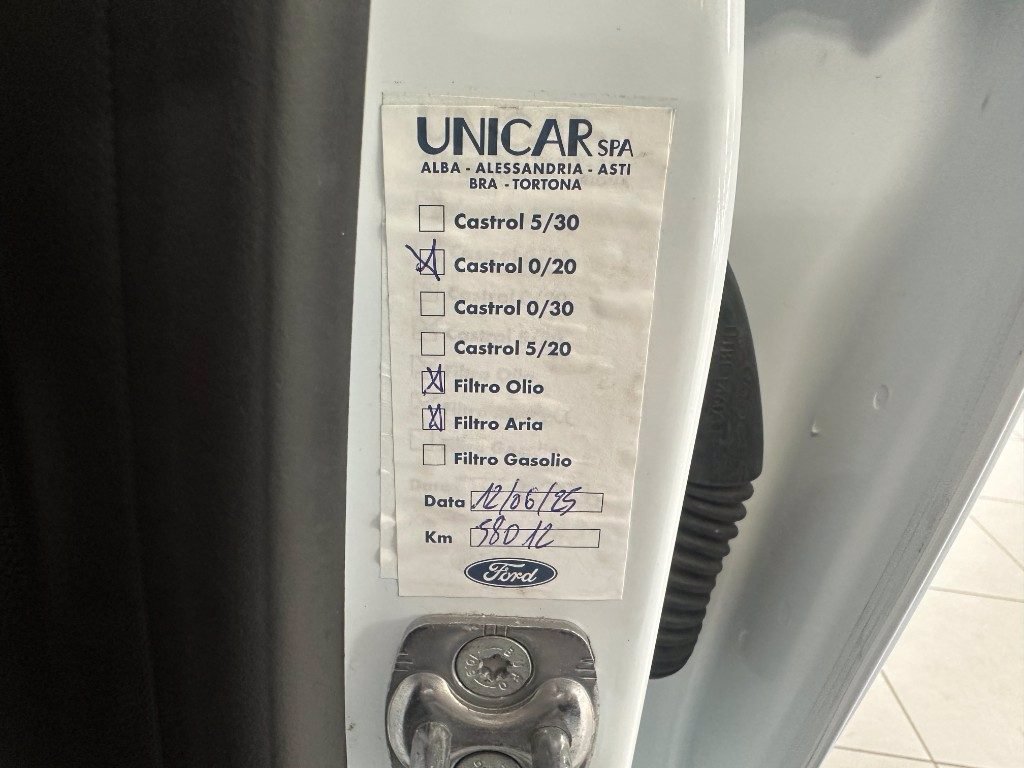 UNICAR SPA
ALBA - ALESSANDRIA - ASTI
BRA - TORTONA
Castrol 5/30
Castrol 0/20
Castrol 0/30
Castrol 5/20
Filtro Olio
Filtro Aria
Filtro Gasolio
Data 12/06/25
Km 58012
Ford